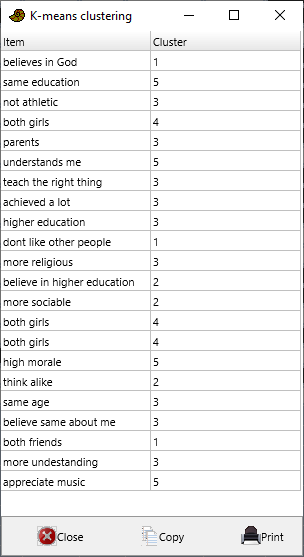 K-means clustering
Item Cluster
believes in God 1
same education 5
not athletic 3
both girls 4
parents 3
understands me 5
teach the right thing 3
achieved a lot 3
higher education 3
dont like other people 1
more religious 3
believe in higher education 2
more sociable 2
both girls 4
both girls 4
high morale 5
think alike 2
same age 3
believe same about me 3
both friends 1
more undestanding 3
appreciate music 5
Close Copy Print